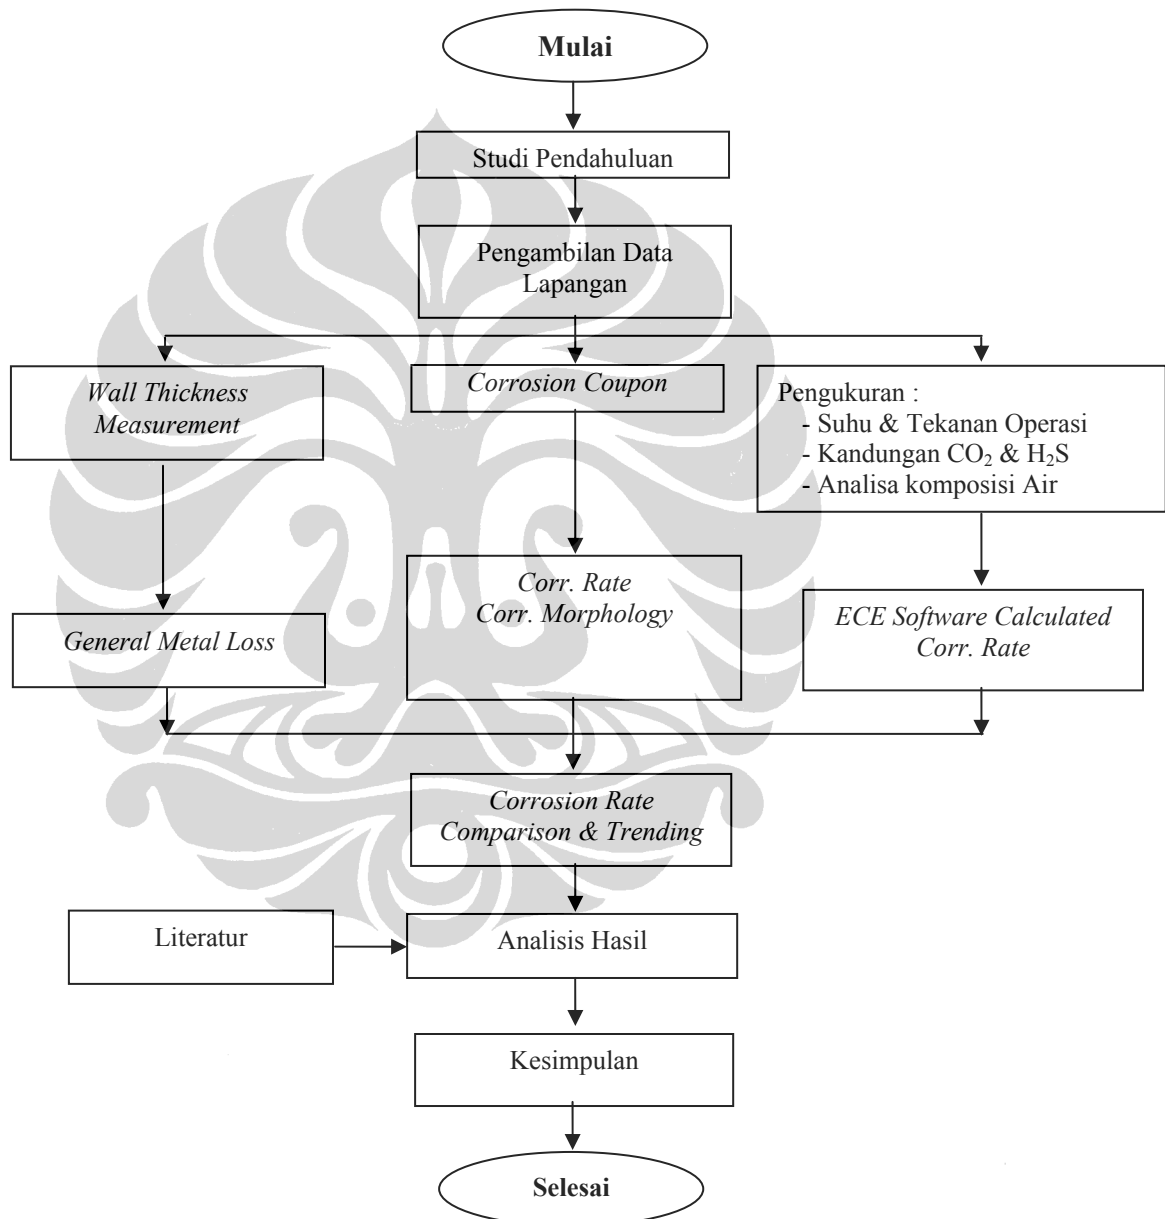 Mulai
Studi Pendahuluan
Pengambilan Data
Lapangan
Wall Thickness
Measurement
Corrosion Coupon
Pengukuran :
- Suhu & Tekanan Operasi
- Kandungan CO₂ & H₂S
- Analisa komposisi Air
General Metal Loss
Corr. Rate
Corr. Morphology
ECE Software Calculated
Corr. Rate
Corrosion Rate
Comparison & Trending
Literatur
Analisis Hasil
Kesimpulan
Selesai